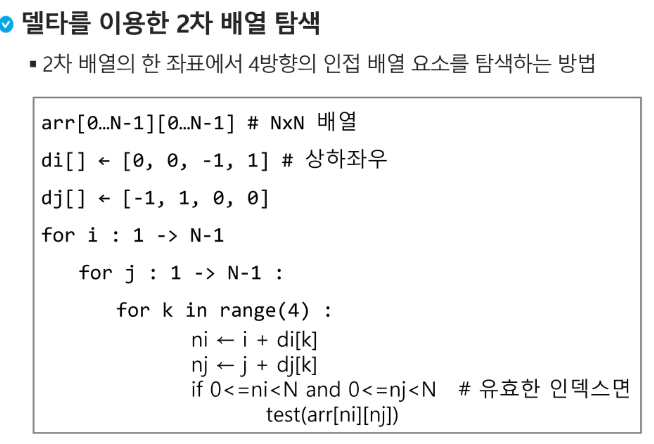 델타를 이용한 2차 배열 탐색
▪ 2차 배열의 한 좌표에서 4방향의 인접 배열 요소를 탐색하는 방법
arr[0…N-1][0…N-1] # NxN 배열
di[] ← [0, 0, -1, 1] # 상하좌우
dj[] ← [-1, 1, 0, 0]
for i : 1 -> N-1
for j : 1 -> N-1 :
for k in range(4) :
ni ← i + di[k]
nj ← j + dj[k]
if 0<=ni<N and 0<=nj<N # 유효한 인덱스면
test(arr[ni][nj])